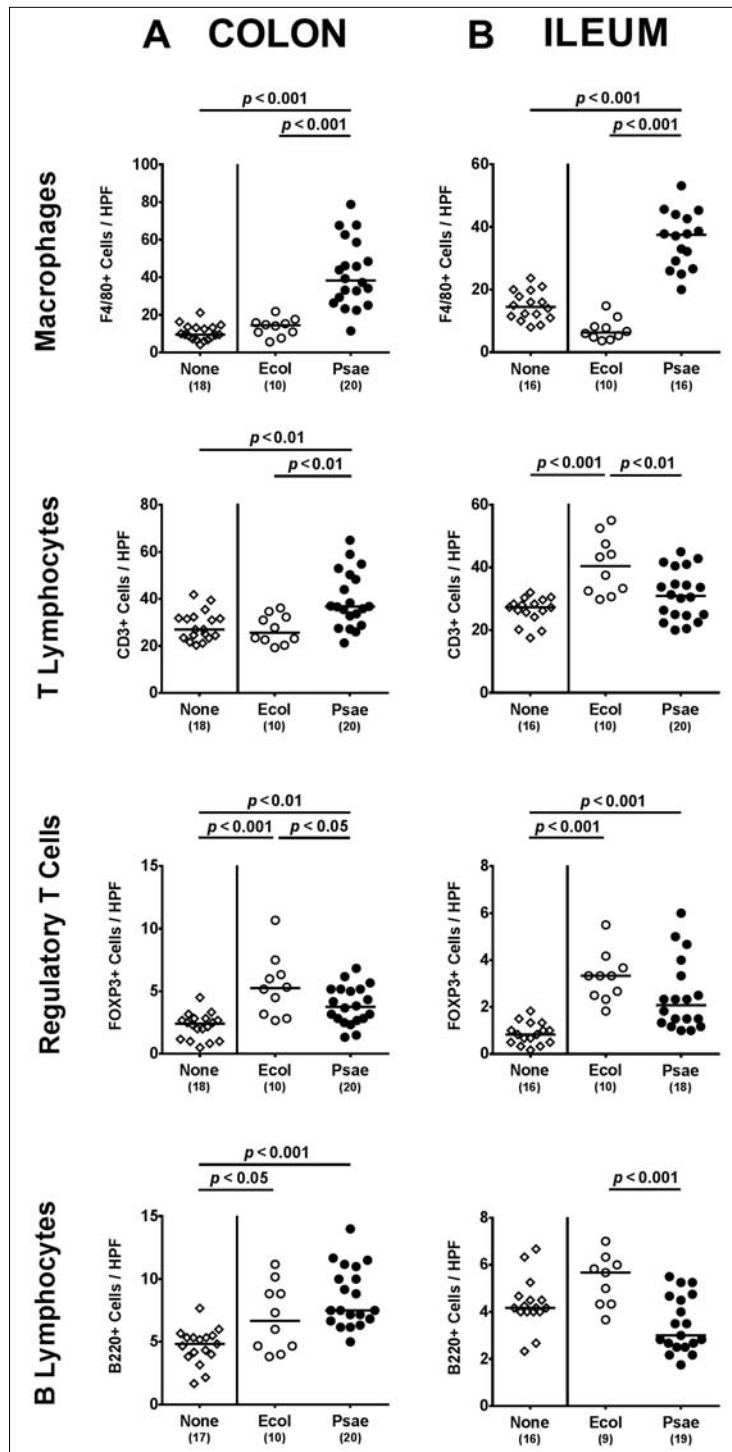 A COLON
B ILEUM
Macrophages
p < 0.001
p < 0.001
F4/80+ Cells / HPF
100
80
60
40
20
0
None
(18)
Ecol
(10)
Psae
(20)
p < 0.001
p < 0.001
F4/80+ Cells / HPF
60
40
20
0
None
(16)
Ecol
(10)
Psae
(16)
T Lymphocytes
p < 0.01
p < 0.01
CD3+ Cells / HPF
80
60
40
20
0
None
(18)
Ecol
(10)
Psae
(20)
p < 0.001
p < 0.01
CD3+ Cells / HPF
60
40
20
0
None
(16)
Ecol
(10)
Psae
(20)
Regulatory T Cells
p < 0.01
p < 0.001
p < 0.05
FOXP3+ Cells / HPF
15
10
5
0
None
(18)
Ecol
(10)
Psae
(20)
p < 0.001
p < 0.001
FOXP3+ Cells / HPF
8
6
4
2
0
None
(16)
Ecol
(10)
Psae
(18)
B Lymphocytes
p < 0.001
p < 0.05
B220+ Cells / HPF
15
10
5
0
None
(17)
Ecol
(10)
Psae
(20)
p < 0.001
B220+ Cells / HPF
8
6
4
2
0
None
(16)
Ecol
(9)
Psae
(19)